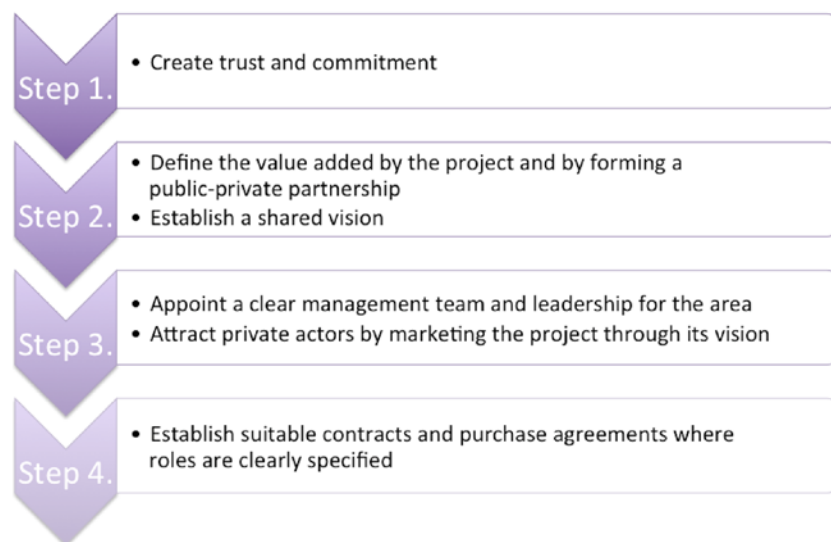 Step 1.
• Create trust and commitment
Step 2.
• Define the value added by the project and by forming a
public-private partnership
• Establish a shared vision
Step 3.
• Appoint a clear management team and leadership for the area
• Attract private actors by marketing the project through its vision
Step 4.
• Establish suitable contracts and purchase agreements where
roles are clearly specified